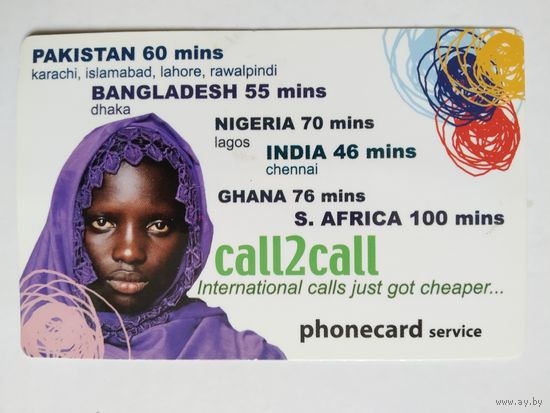 PAKISTAN 60 mins
karachi, islamabad, lahore, rawalpindi
BANGLADESH 55 mins
dhaka
NIGERIA 70 mins
lagos
INDIA 46 mins
chennai
GHANA 76 mins
S. AFRICA 100 mins
call2call
International calls just got cheaper...
phonecard service
www.ay.by